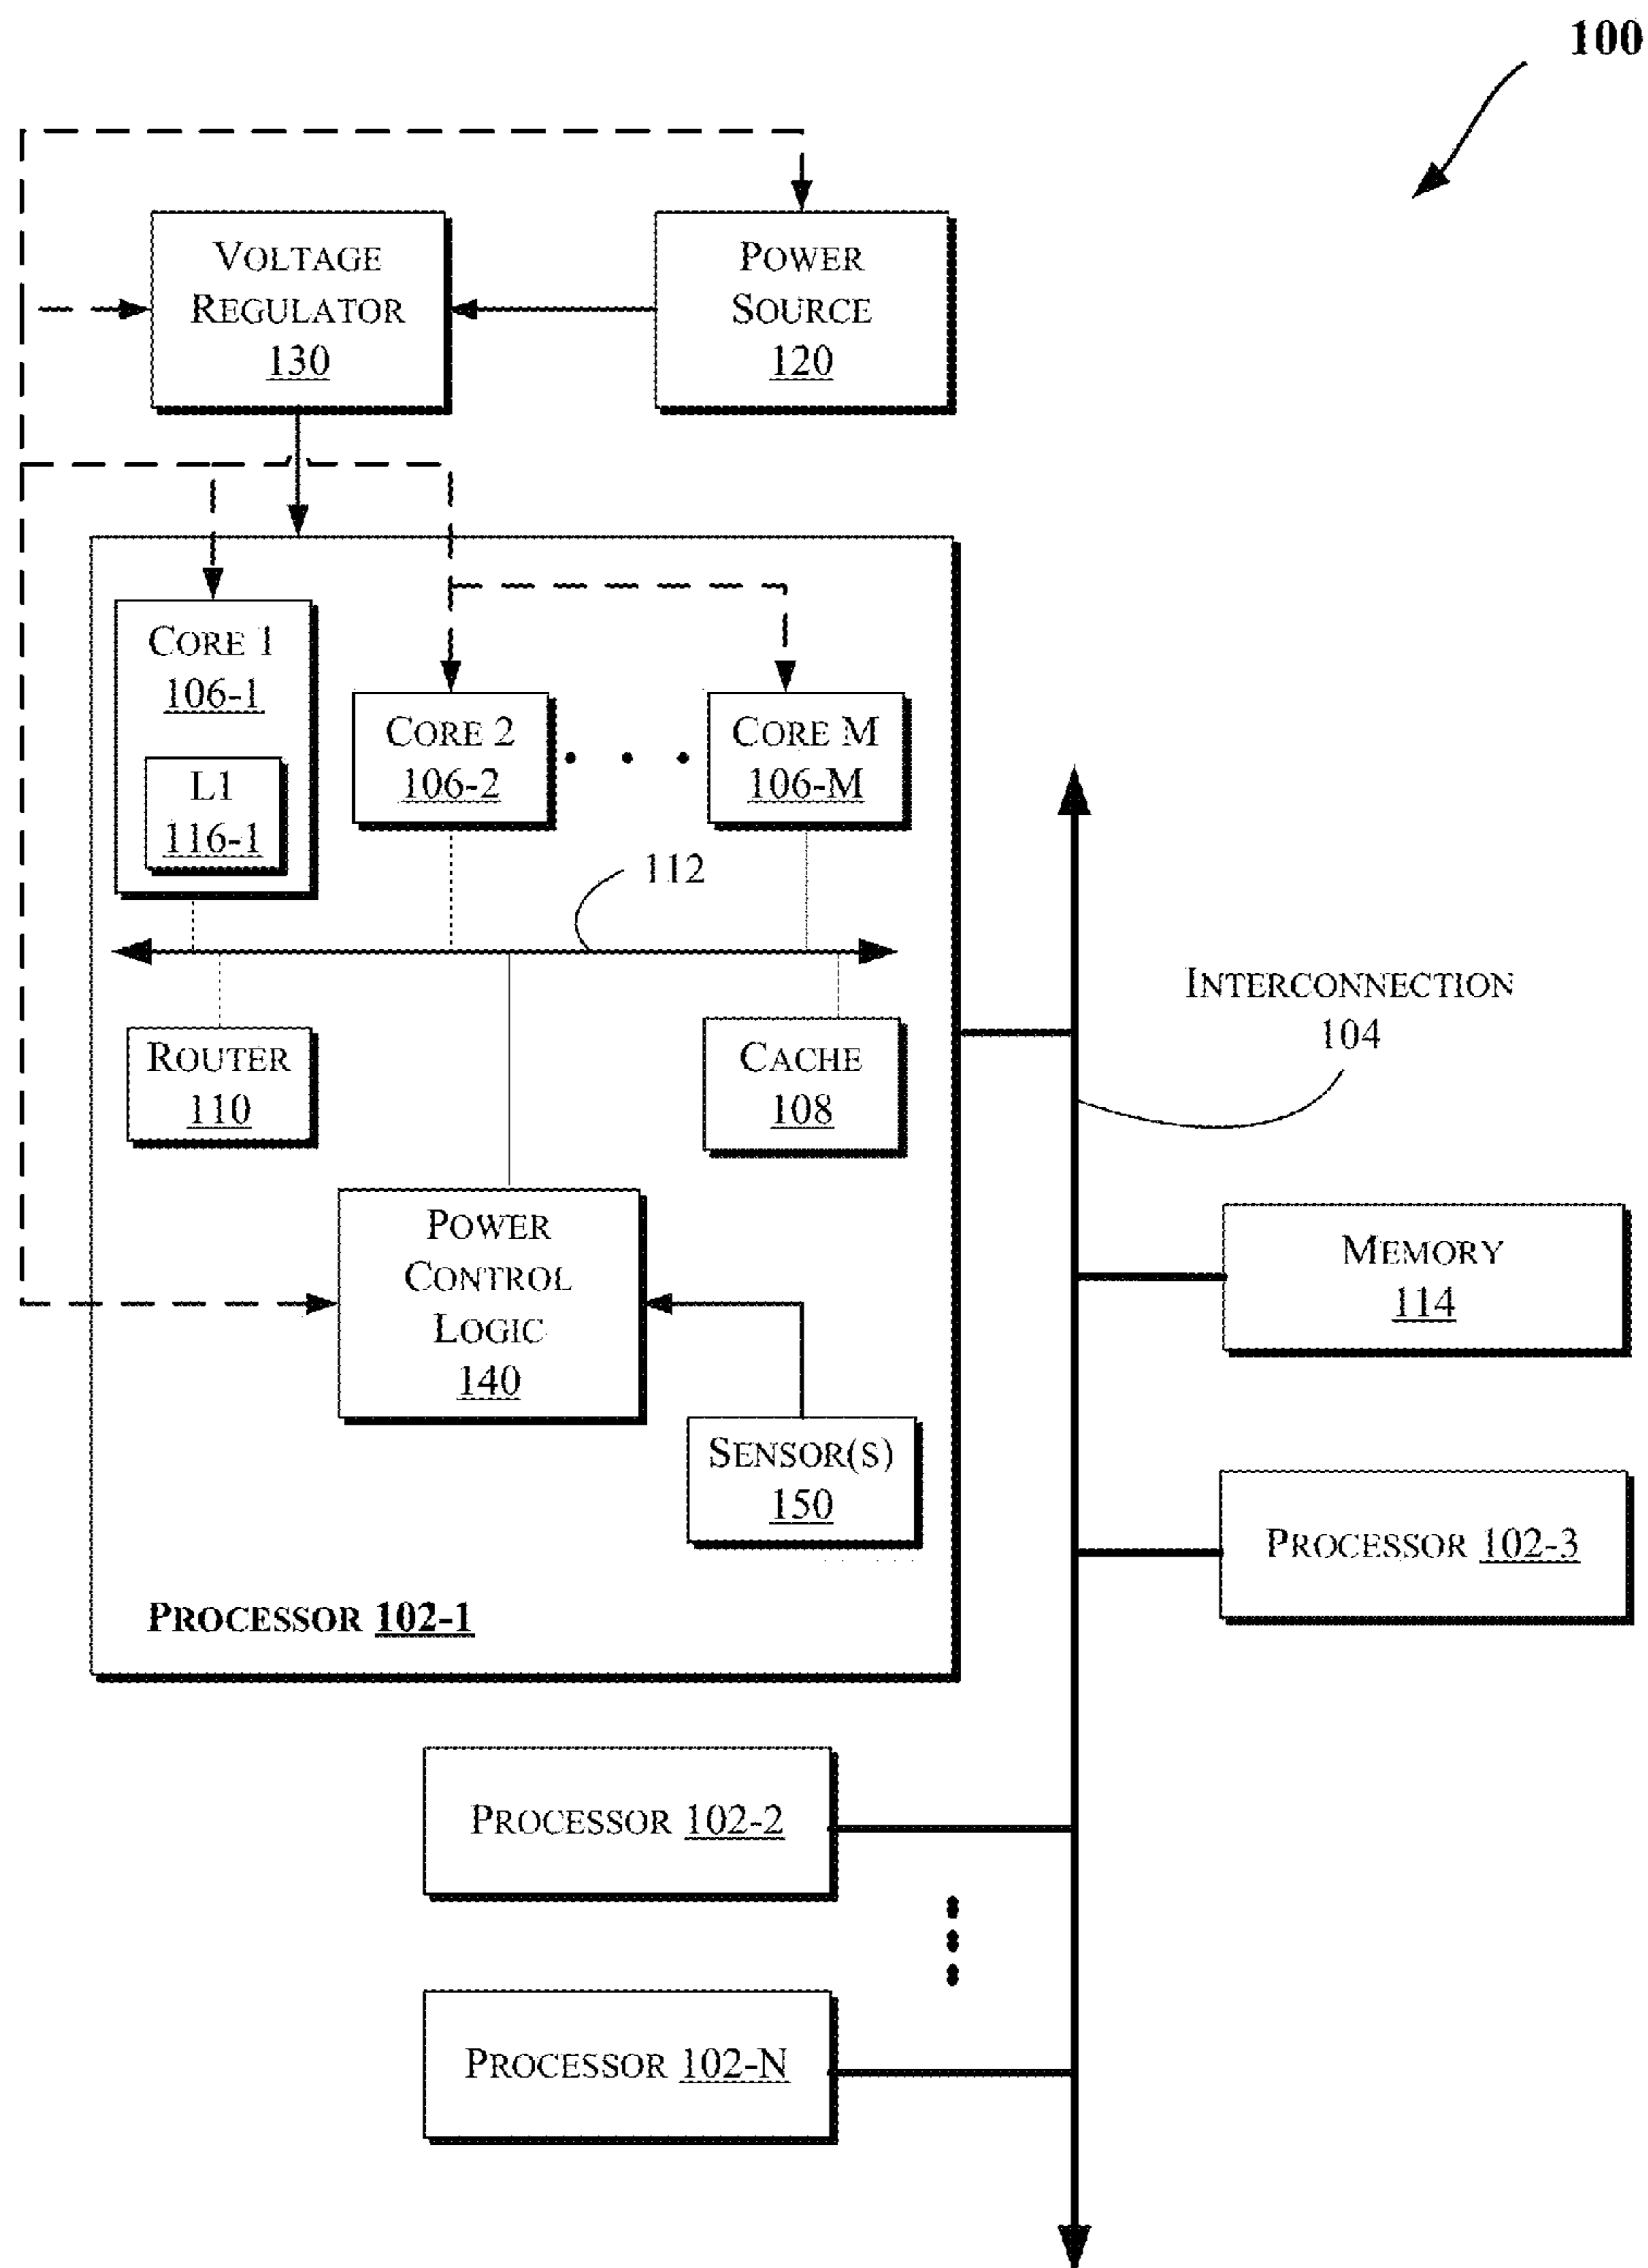 100
VOLTAGE
REGULATOR
130
POWER
SOURCE
120
CORE 1
106-1
L1
116-1
CORE 2
106-2
CORE M
106-M
112
ROUTER
110
CACHE
108
POWER
CONTROL
LOGIC
140
SENSOR(S)
150
PROCESSOR 102-1
INTERCONNECTION
104
MEMORY
114
PROCESSOR 102-3
PROCESSOR 102-2
PROCESSOR 102-N